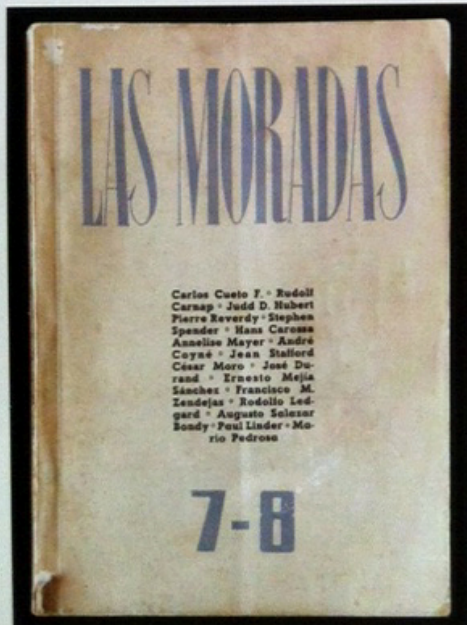 LAS MORADAS
Carlos Cueto F. * Rudolf
Carnap * Judd D. Hubert
Pierre Reverdy * Stephen
Spender * Hans Carossa
Annelise Mayer * André
Coyné * Jean Stafford
César Moro * José Du-
rand * Ernesto Mejía
Sánchez * Francisco M.
Zendejas * Rodolfo Led-
gard * Augusto Salazar
Bondy * Paul Linder * Ma-
rio Pedrosa
7-8